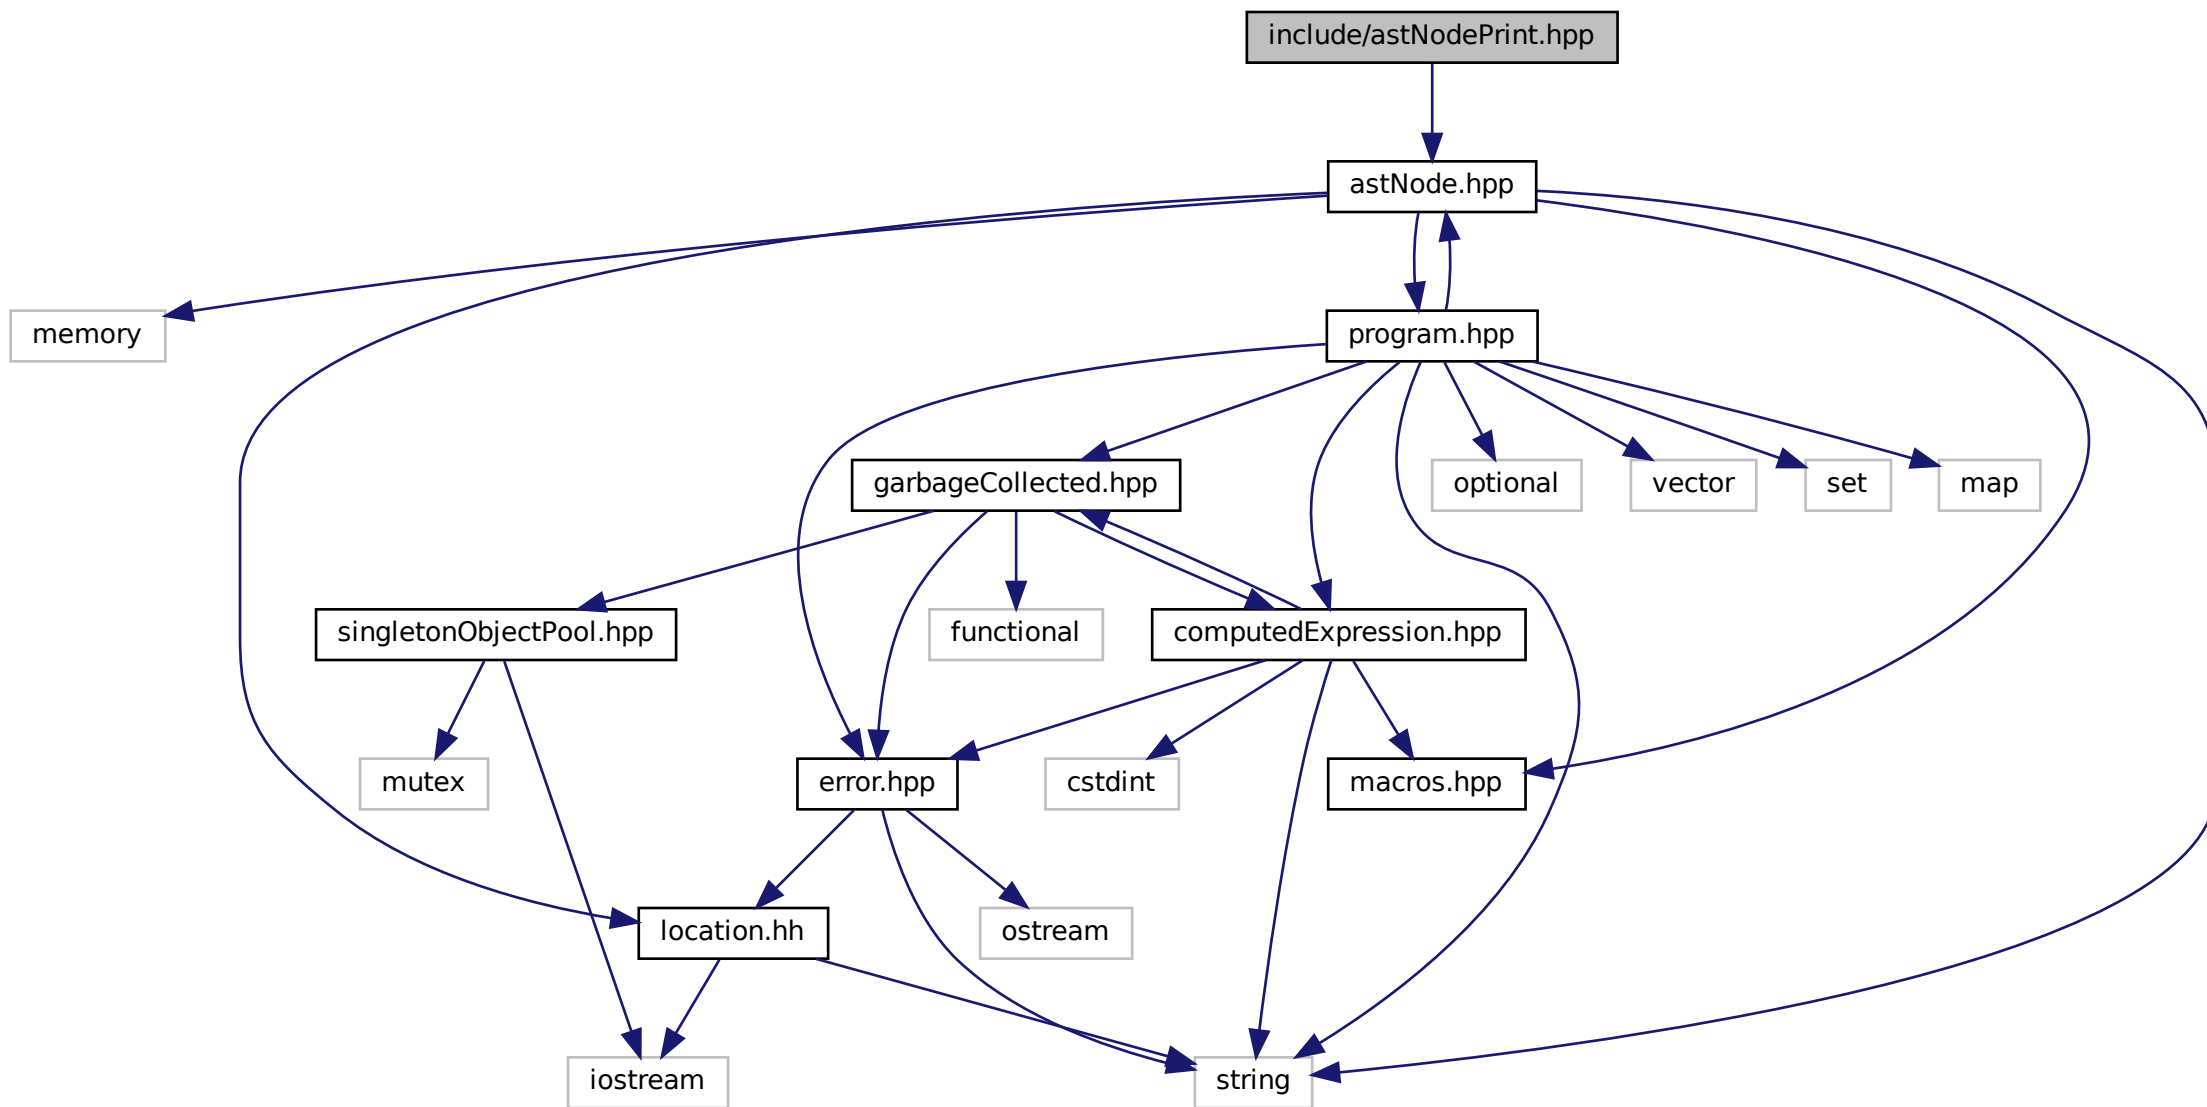 include/astNodePrint.hpp
astNode.hpp
memory
program.hpp
garbageCollected.hpp
optional
vector
set
map
singletonObjectPool.hpp
functional
computedExpression.hpp
mutex
error.hpp
cstdint
macros.hpp
location.hh
ostream
iostream
string